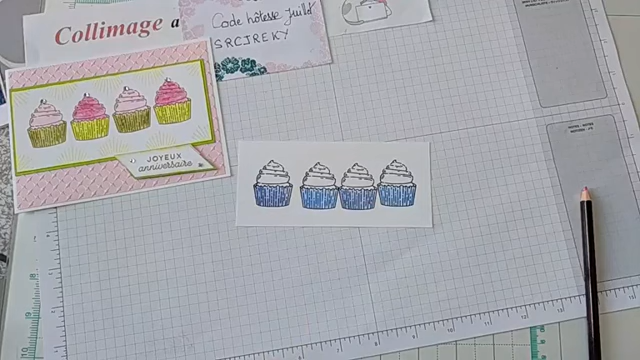 Collimage a
Code hôtesse Juillet
SRCJREKY
JOYEUX
anniversaire